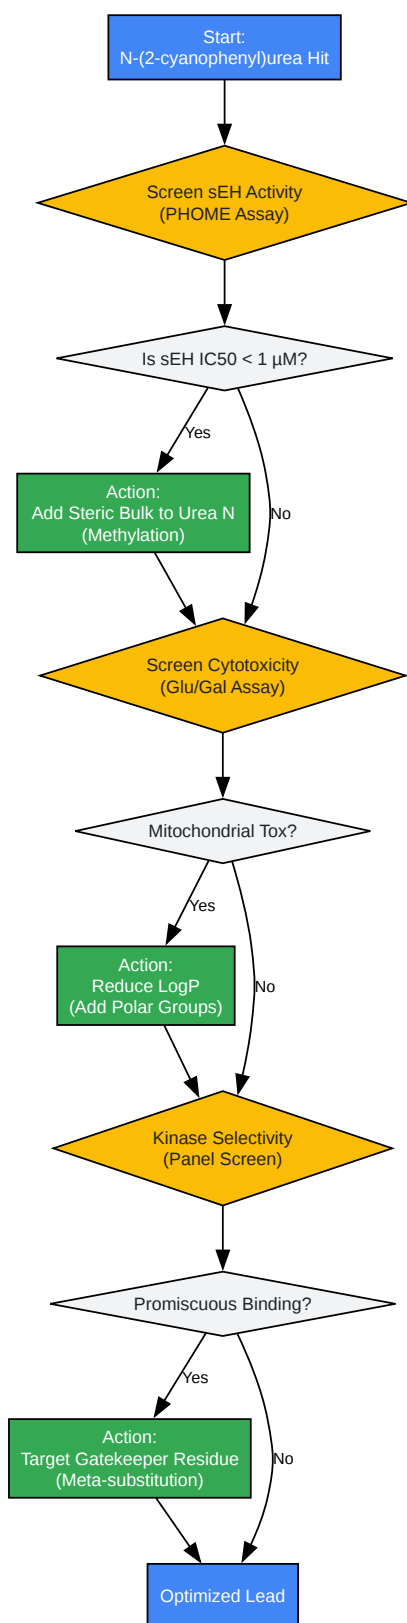 Start:
N-(2-cyanophenyl)urea Hit
Screen sEH Activity
(PHOME Assay)
Is sEH IC50 < 1 µM?
Yes
Action:
Add Steric Bulk to Urea N
(Methylation)
No
Screen Cytotoxicity
(Glu/Gal Assay)
Mitochondrial Tox?
Yes
Action:
Reduce LogP
(Add Polar Groups)
No
Kinase Selectivity
(Panel Screen)
Promiscuous Binding?
Yes
Action:
Target Gatekeeper Residue
(Meta-substitution)
No
Optimized Lead